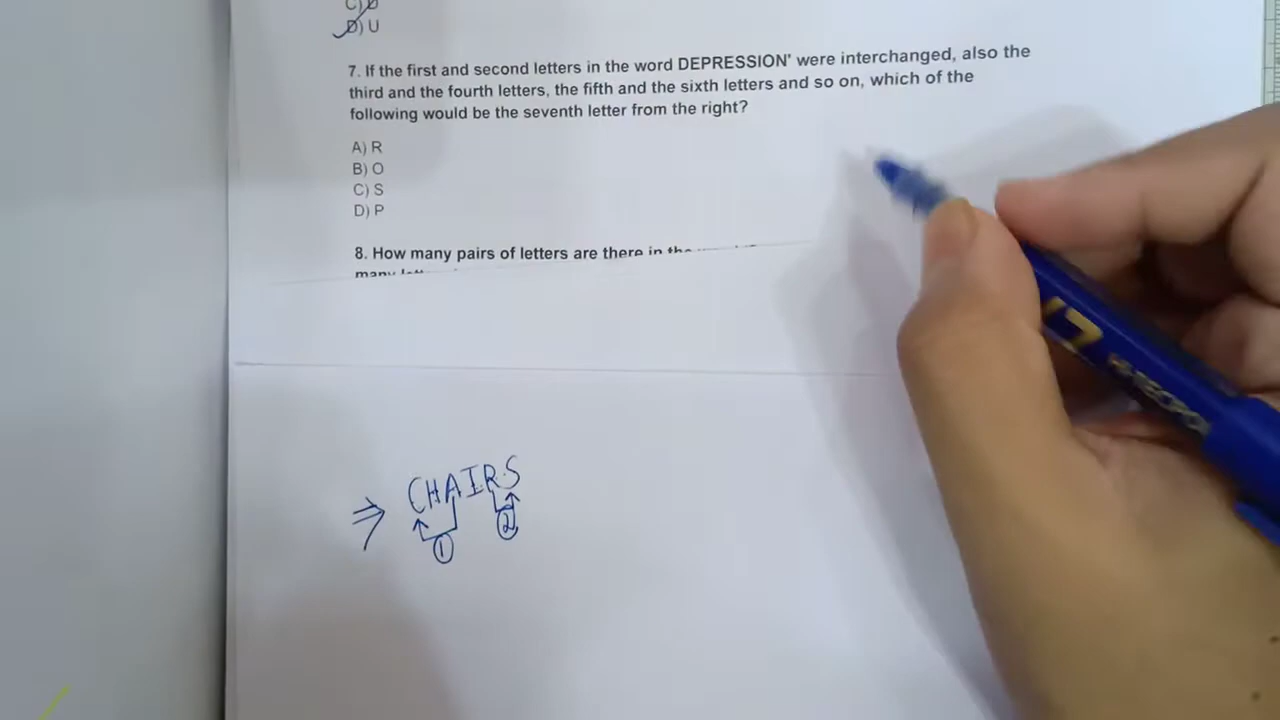 D) U
7. If the first and second letters in the word DEPRESSION' were interchanged, also the
third and the fourth letters, the fifth and the sixth letters and so on, which of the
following would be the seventh letter from the right?
A) R
B) O
C) S
D) P
8. How many pairs of letters are there in the
many
⇒ CHAIRS
1 2